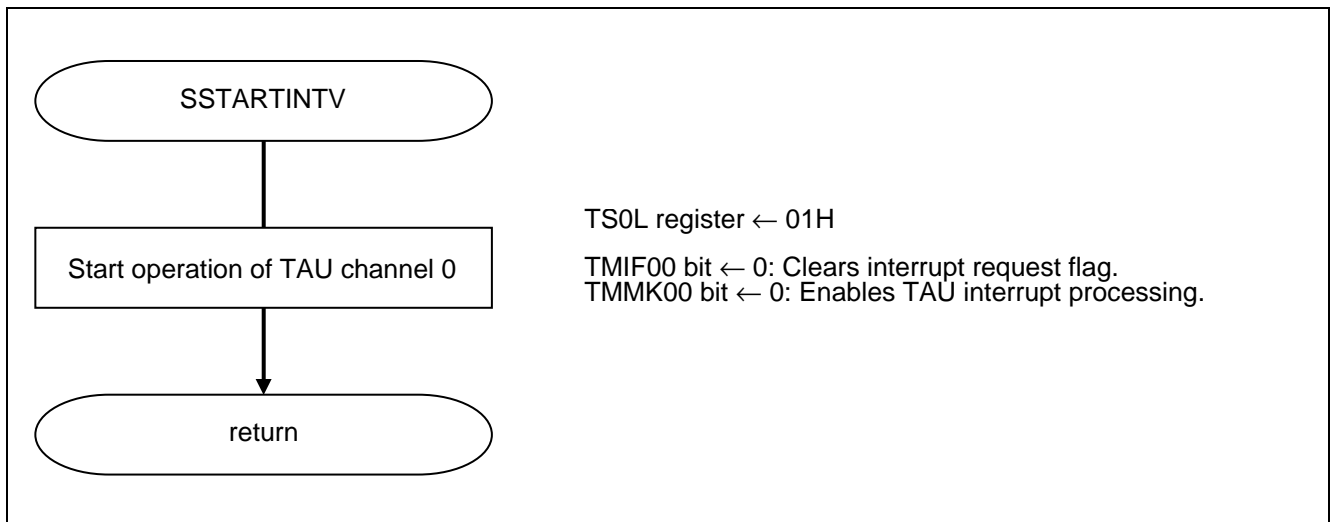 SSTARTINTV
Start operation of TAU channel 0
TS0L register ← 01H
TMIF00 bit ← 0: Clears interrupt request flag.
TMMK00 bit ← 0: Enables TAU interrupt processing.
return